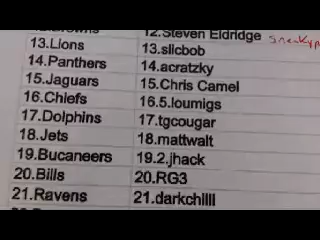 12.Steven Eldridge sneaky
13.Lions 13.slicbob
14.Panthers 14.acratzky
15.Jaguars 15.Chris Camel
16.Chiefs 16.5.loumigs
17.Dolphins 17.tgcougar
18.Jets 18.mattwalt
19.Bucaneers 19.2.jhack
20.Bills 20.RG3
21.Ravens 21.darkchilll